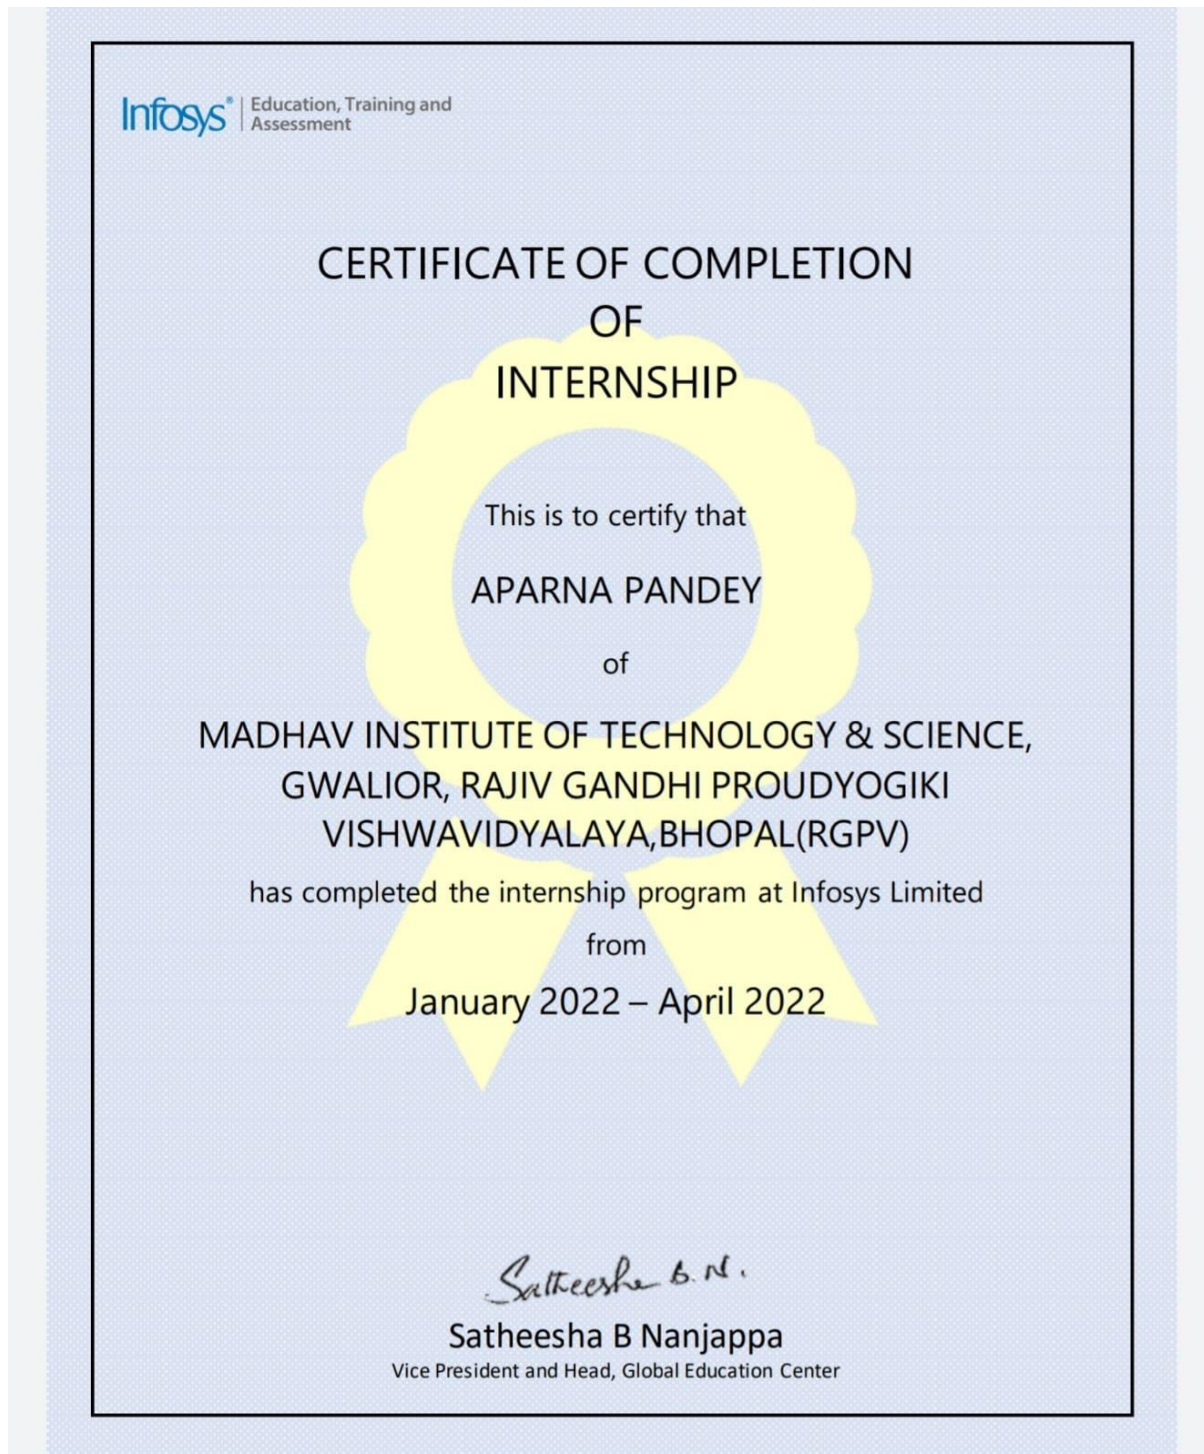 Infosys® | Education, Training and
Assessment
CERTIFICATE OF COMPLETION
OF
INTERNSHIP
This is to certify that
APARNA PANDEY
of
MADHAV INSTITUTE OF TECHNOLOGY & SCIENCE,
GWALIOR, RAJIV GANDHI PROUDYOGIKI
VISHWAVIDYALAYA,BHOPAL(RGPV)
has completed the internship program at Infosys Limited
from
January 2022 – April 2022
Satheesha B. N.
Satheesha B Nanjappa
Vice President and Head, Global Education Center